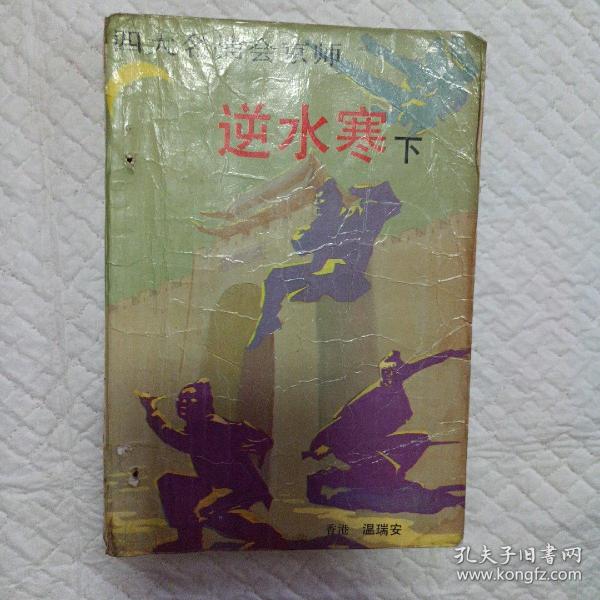 四大名捕会京师
逆水寒下
香港 温瑞安
孔夫子旧书网
www.kongfz.com